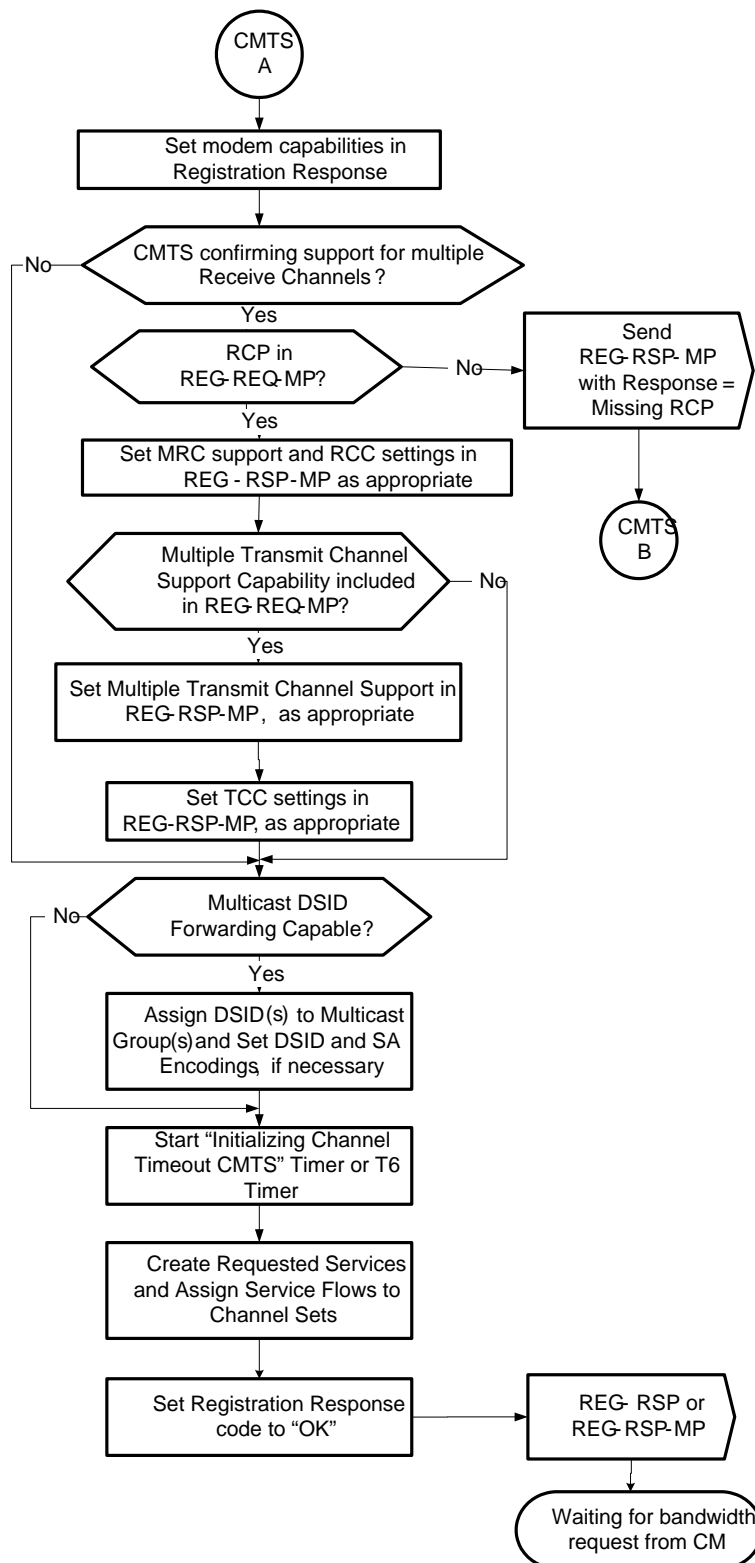 CMTS
A
Set modem capabilities in
Registration Response
CMTS confirming support for multiple
Receive Channels?
No
Yes
RCP in
REG-REQ-MP?
No
Send
REG-RSP-MP
with Response =
Missing RCP
Yes
Set MRC support and RCC settings in
REG-RSP-MP as appropriate
CMTS
B
Multiple Transmit Channel
Support Capability included
in REG-REQ-MP?
No
Yes
Set Multiple Transmit Channel Support in
REG-RSP-MP, as appropriate
Set TCC settings in
REG-RSP-MP, as appropriate
Multicast DSID
Forwarding Capable?
No
Yes
Assign DSID(s) to Multicast
Group(s) and Set DSID and SA
Encodings, if necessary
Start “Initializing Channel
Timeout CMTS” Timer or T6
Timer
Create Requested Services
and Assign Service Flows to
Channel Sets
Set Registration Response
code to “OK”
REG-RSP or
REG-RSP-MP
Waiting for bandwidth
request from CM